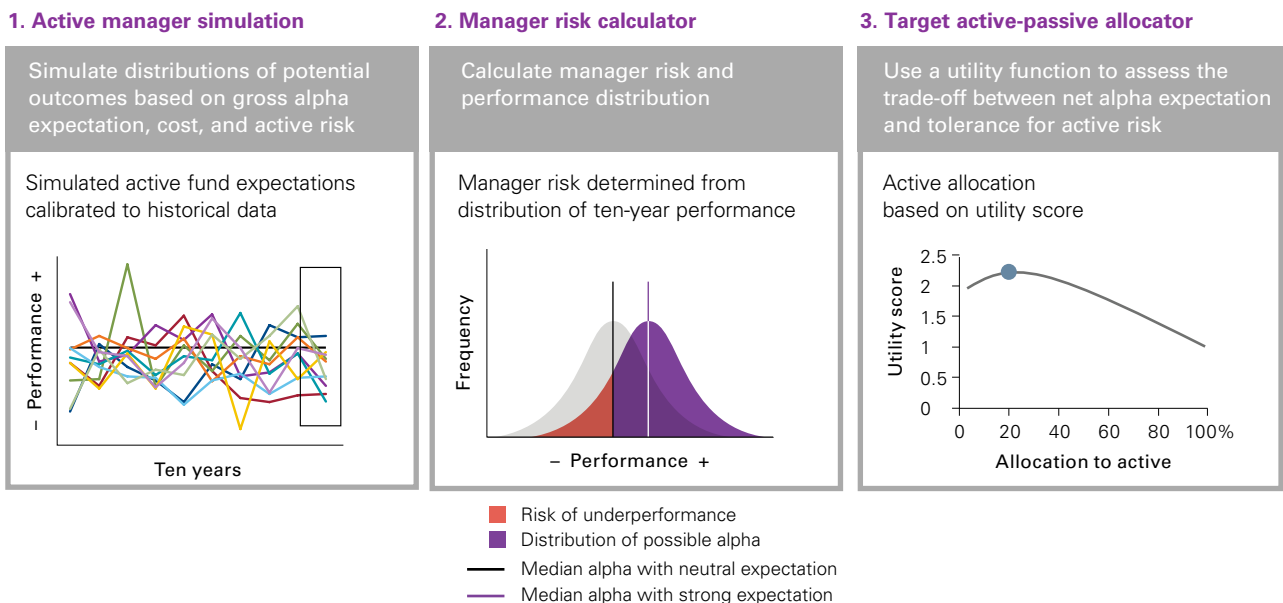 1. Active manager simulation
Simulate distributions of potential
outcomes based on gross alpha
expectation, cost, and active risk
Simulated active fund expectations
calibrated to historical data
– Performance +
Ten years
2. Manager risk calculator
Calculate manager risk and
performance distribution
Manager risk determined from
distribution of ten-year performance
Frequency
– Performance +
Risk of underperformance
Distribution of possible alpha
Median alpha with neutral expectation
Median alpha with strong expectation
3. Target active-passive allocator
Use a utility function to assess the
trade-off between net alpha expectation
and tolerance for active risk
Active allocation
based on utility score
Utility score
2.5
2
1.5
1
0.5
0
0 20 40 60 80 100%
Allocation to active